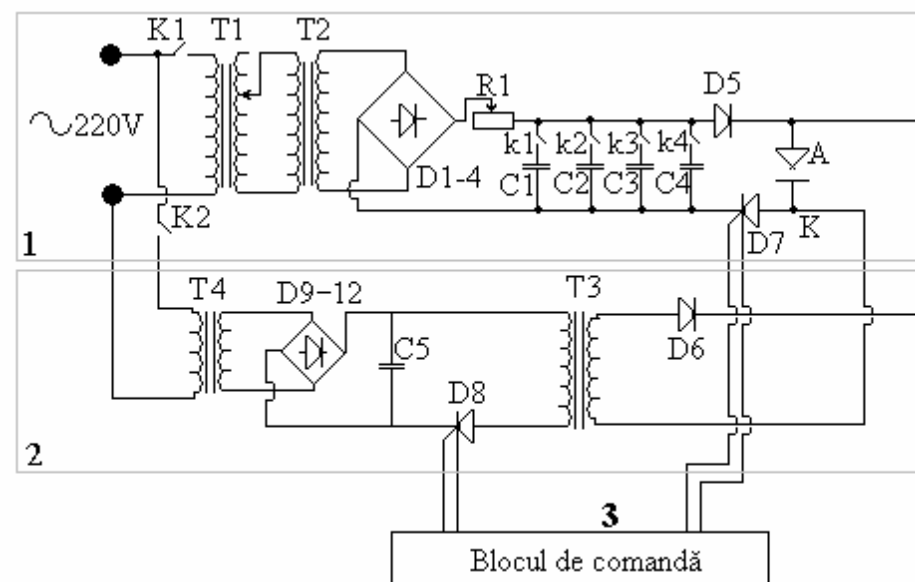 K1 T1 T2
220V
R1
D5
k1 k2 k3 k4
A
D1-4
C1 C2 C3 C4
K2
K
D7
1
T4 D9-12 T3
C5
D6
D8
2
3
Blocul de comandă